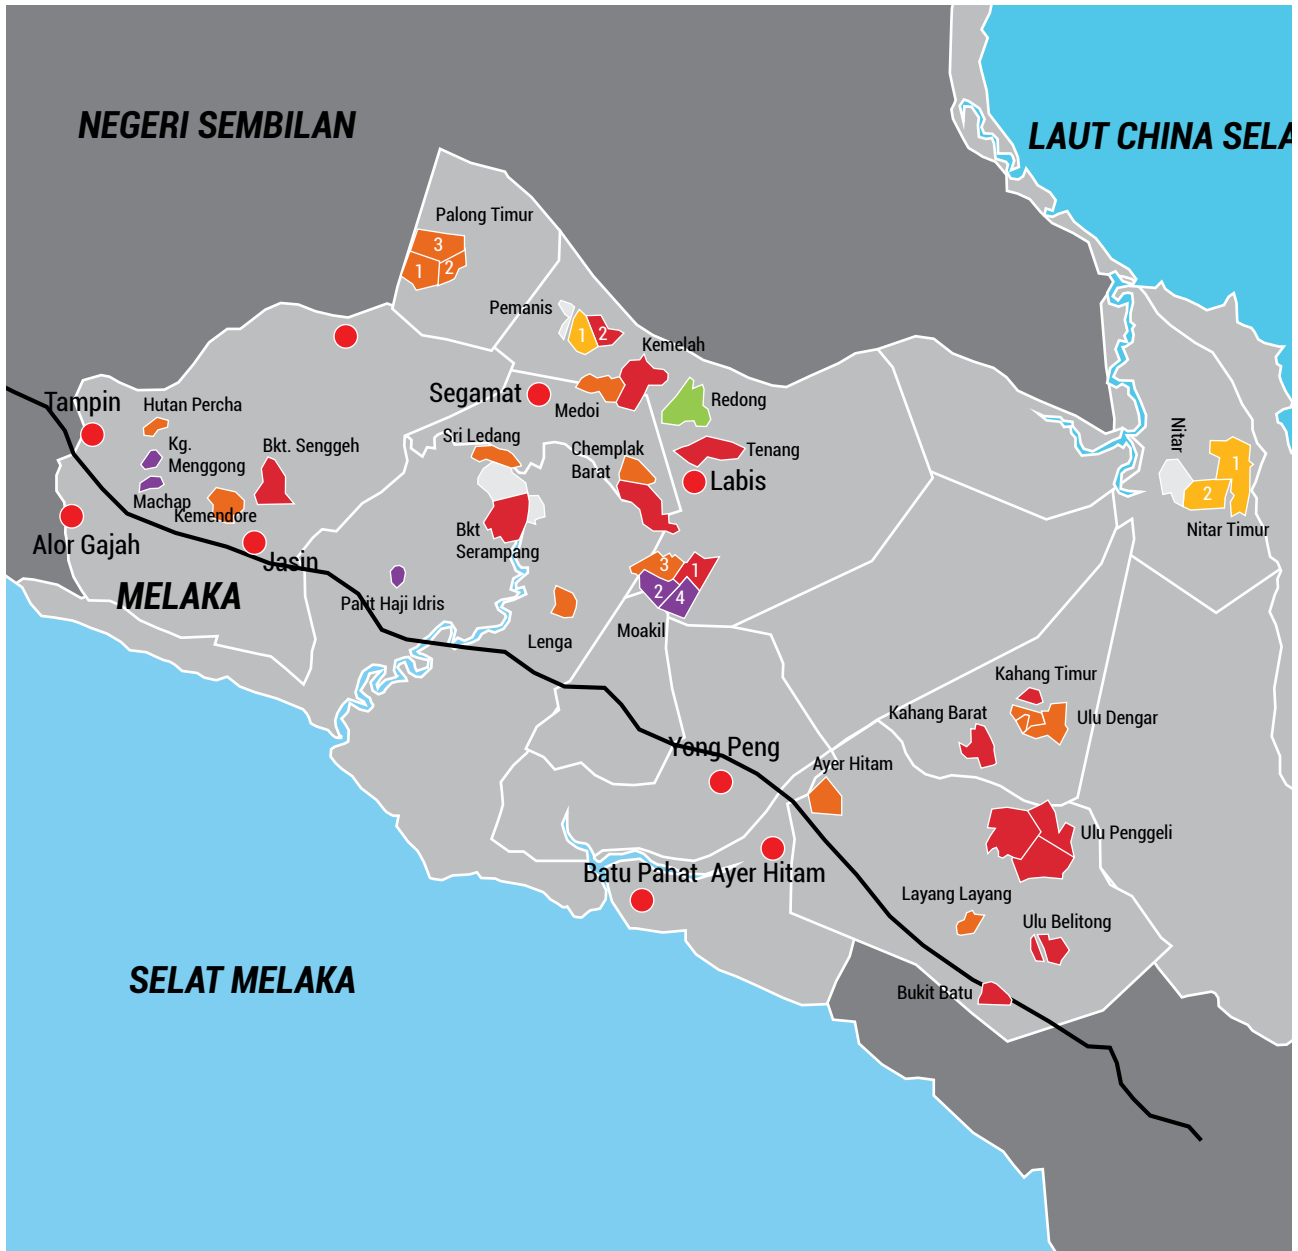 NEGERI SEMBILAN
LAUT CHINA SELA
Palong Timur
3
1
2
Pemanis
1
2
Kemelah
Segamat
Medoi
Redong
Tampin
Hutan Percha
Kg.
Menggong
Bkt. Senggeh
Sri Ledang
Chemplak
Barat
Tenang
Labis
Nitar
1
2
Nitar Timur
Machap
Kemendore
Alor Gajah
Jasin
Bkt
Serampang
MELAKA
Parit Haji Idris
Lenga
3
1
2
4
Moakil
Kahang Timur
Kahang Barat
Ulu Dengar
Yong Peng
Ayer Hitam
Ulu Penggeli
Batu Pahat
Ayer Hitam
Layang Layang
Ulu Belitong
SELAT MELAKA
Bukit Batu